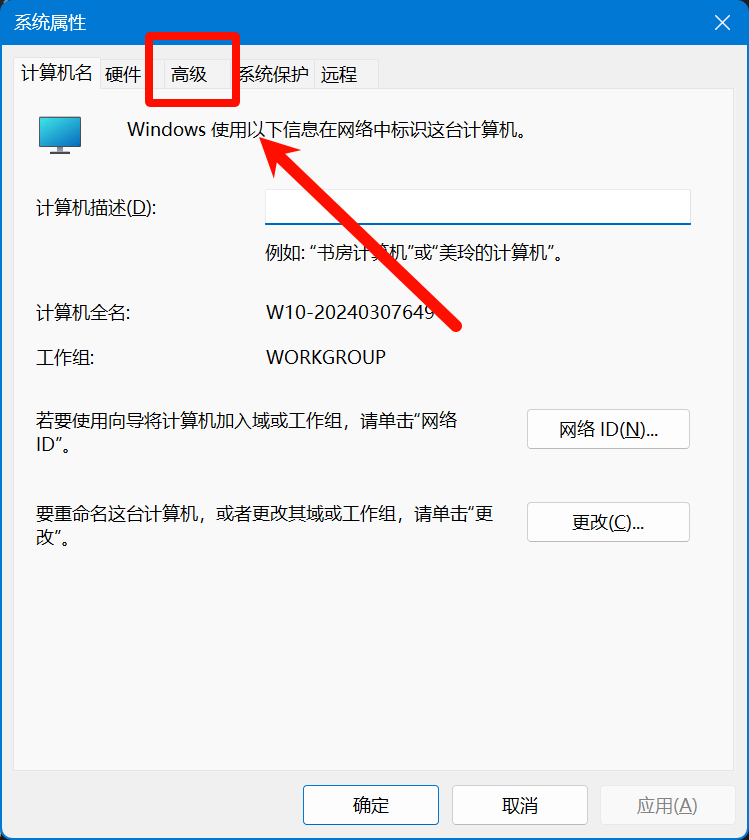 系统属性
计算机名 硬件 高级 系统保护 远程
Windows 使用以下信息在网络中标识这台计算机。
计算机描述(D):
例如: “书房计算机”或“美玲的计算机”。
计算机全名: W10-20240307649
工作组: WORKGROUP
若要使用向导将计算机加入域或工作组，请单击“网络
ID”。
网络 ID(N)...
要重命名这台计算机，或者更改其域或工作组，请单击“更
改”。
更改(C)...
确定 取消 应用(A)